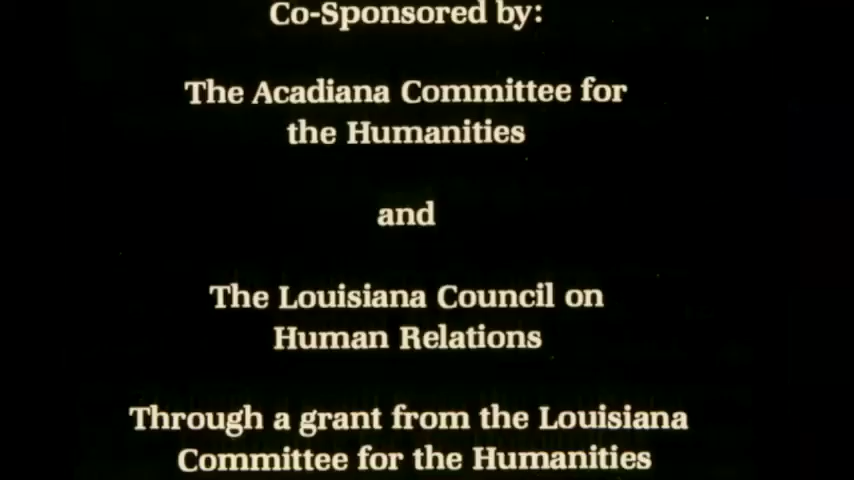 Co-Sponsored by:
The Acadiana Committee for
the Humanities
and
The Louisiana Council on
Human Relations
Through a grant from the Louisiana
Committee for the Humanities